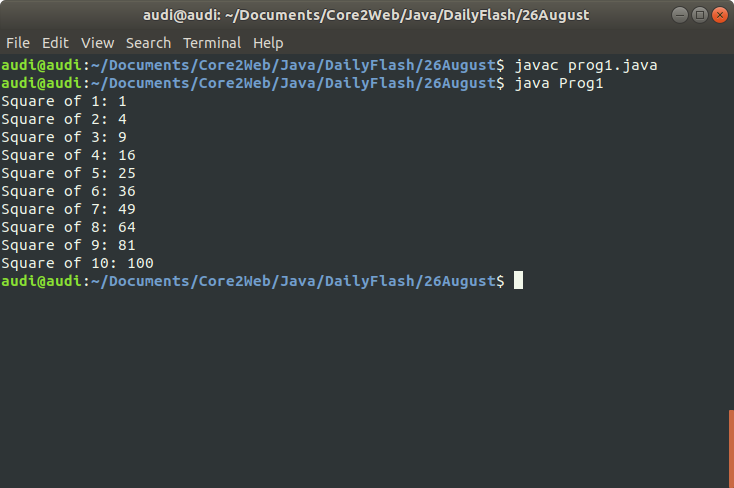 audi@audi: ~/Documents/Core2Web/Java/DailyFlash/26August
File Edit View Search Terminal Help
audi@audi:~/Documents/Core2Web/Java/DailyFlash/26August$ javac prog1.java
audi@audi:~/Documents/Core2Web/Java/DailyFlash/26August$ java Prog1
Square of 1: 1
Square of 2: 4
Square of 3: 9
Square of 4: 16
Square of 5: 25
Square of 6: 36
Square of 7: 49
Square of 8: 64
Square of 9: 81
Square of 10: 100
audi@audi:~/Documents/Core2Web/Java/DailyFlash/26August$